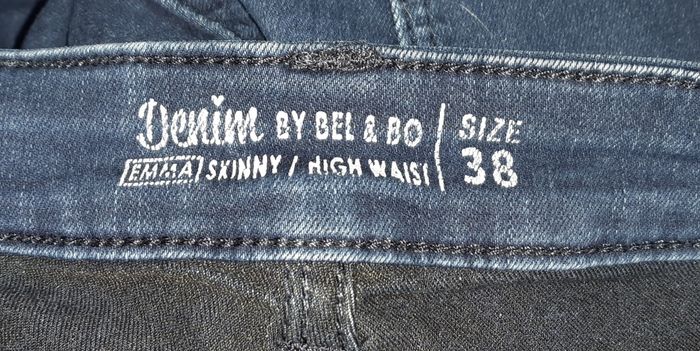 Denim BY BEL & BO
EMMA SKINNY / HIGH WAIST
SIZE
38